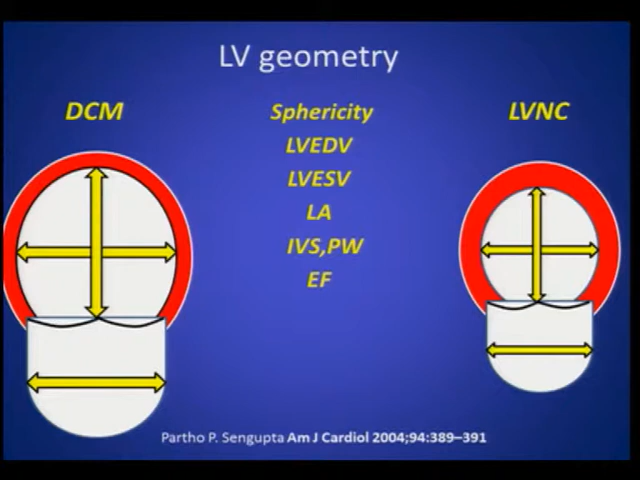 LV geometry
DCM
Sphericity
LVNC
LVEDV
LVESV
LA
IVS,PW
EF
Partho P. Sengupta Am J Cardiol 2004;94:389–391